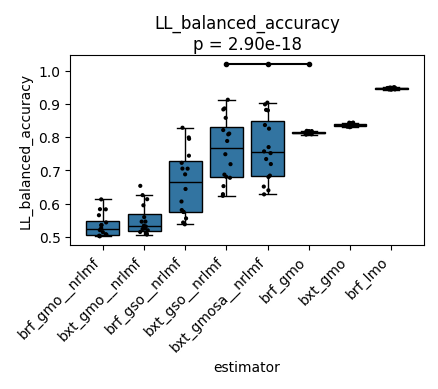 LL_balanced_accuracy
p = 2.90e-18
LL_balanced_accuracy
1.0
0.9
0.8
0.7
0.6
0.5
brf_gmo__nrlmf
bxt_gmo__nrlmf
brf_gso__nrlmf
bxt_gso__nrlmf
bxt_gmosa__nrlmf
brf_gmo
bxt_gmo
brf_lmo
estimator